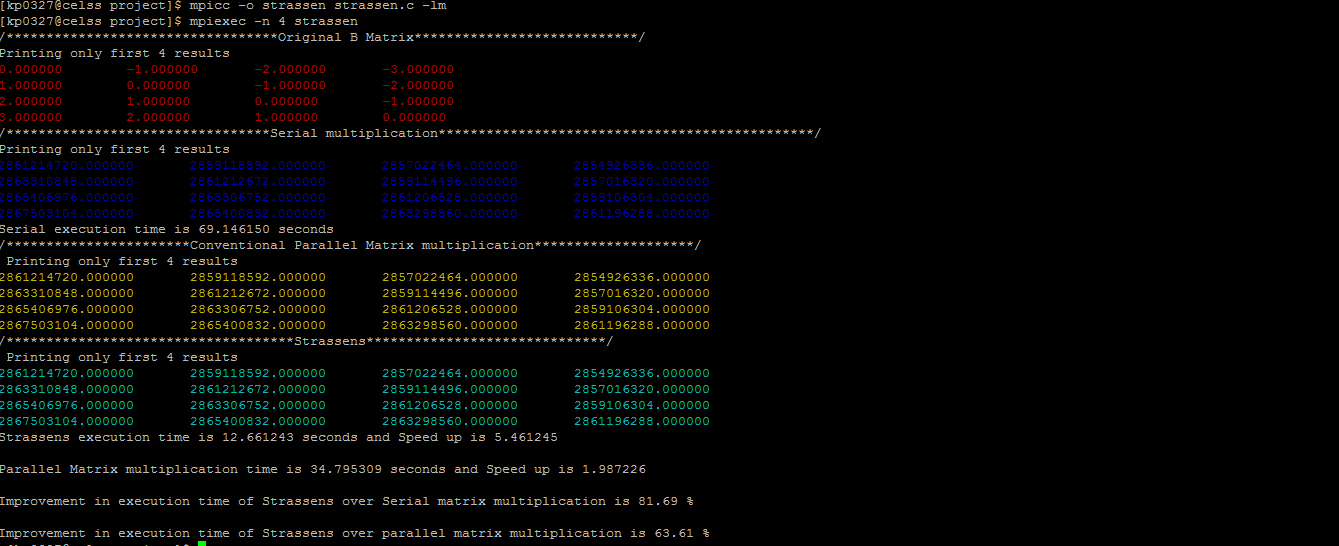 [kp0327@celss project]$ mpicc -o strassen strassen.c -lm
[kp0327@celss project]$ mpiexec -n 4 strassen
/**********************************Original B Matrix****************************/
Printing only first 4 results
0.000000 -1.000000 -2.000000 -3.000000
1.000000 0.000000 -1.000000 -2.000000
2.000000 1.000000 0.000000 -1.000000
3.000000 2.000000 1.000000 0.000000
/*********************************Serial multiplication***********************************************/
Printing only first 4 results
2861214720.000000 2859118592.000000 2857022464.000000 2854926336.000000
2863310848.000000 2861212672.000000 2859114496.000000 2857016320.000000
2865406976.000000 2863306752.000000 2861206528.000000 2859106304.000000
2867503104.000000 2865400832.000000 2863298560.000000 2861196288.000000
Serial execution time is 69.146150 seconds
/***********************Conventional Parallel Matrix multiplication********************/
Printing only first 4 results
2861214720.000000 2859118592.000000 2857022464.000000 2854926336.000000
2863310848.000000 2861212672.000000 2859114496.000000 2857016320.000000
2865406976.000000 2863306752.000000 2861206528.000000 2859106304.000000
2867503104.000000 2865400832.000000 2863298560.000000 2861196288.000000
/************************************Strassens******************************/
Printing only first 4 results
2861214720.000000 2859118592.000000 2857022464.000000 2854926336.000000
2863310848.000000 2861212672.000000 2859114496.000000 2857016320.000000
2865406976.000000 2863306752.000000 2861206528.000000 2859106304.000000
2867503104.000000 2865400832.000000 2863298560.000000 2861196288.000000
Strassens execution time is 12.661243 seconds and Speed up is 5.461245
Parallel Matrix multiplication time is 34.795309 seconds and Speed up is 1.987226
Improvement in execution time of Strassens over Serial matrix multiplication is 81.69 %
Improvement in execution time of Strassens over parallel matrix multiplication is 63.61 %